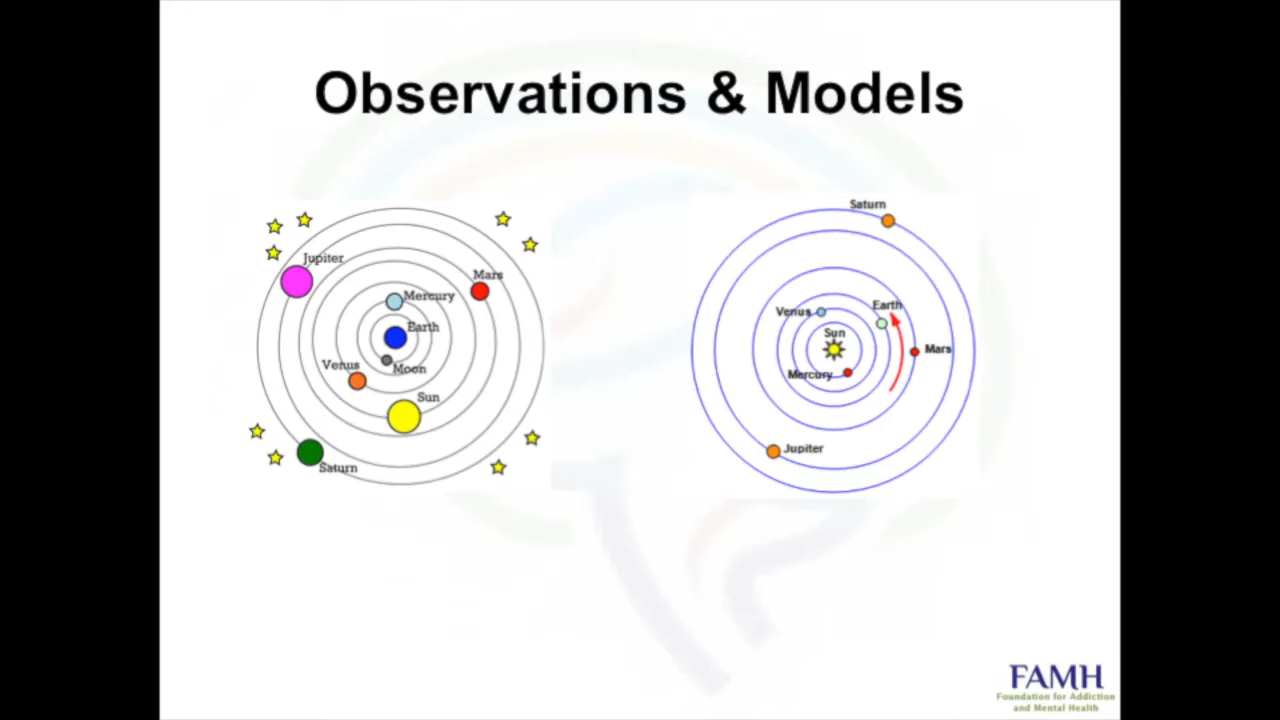 Observations & Models
Jupiter
Mars
Mercury
Earth
Venus
Moon
Sun
Saturn
Saturn
Earth
Venus
Sun
Mars
Mercury
Jupiter
FAMH
Foundation for Addiction
and Mental Health